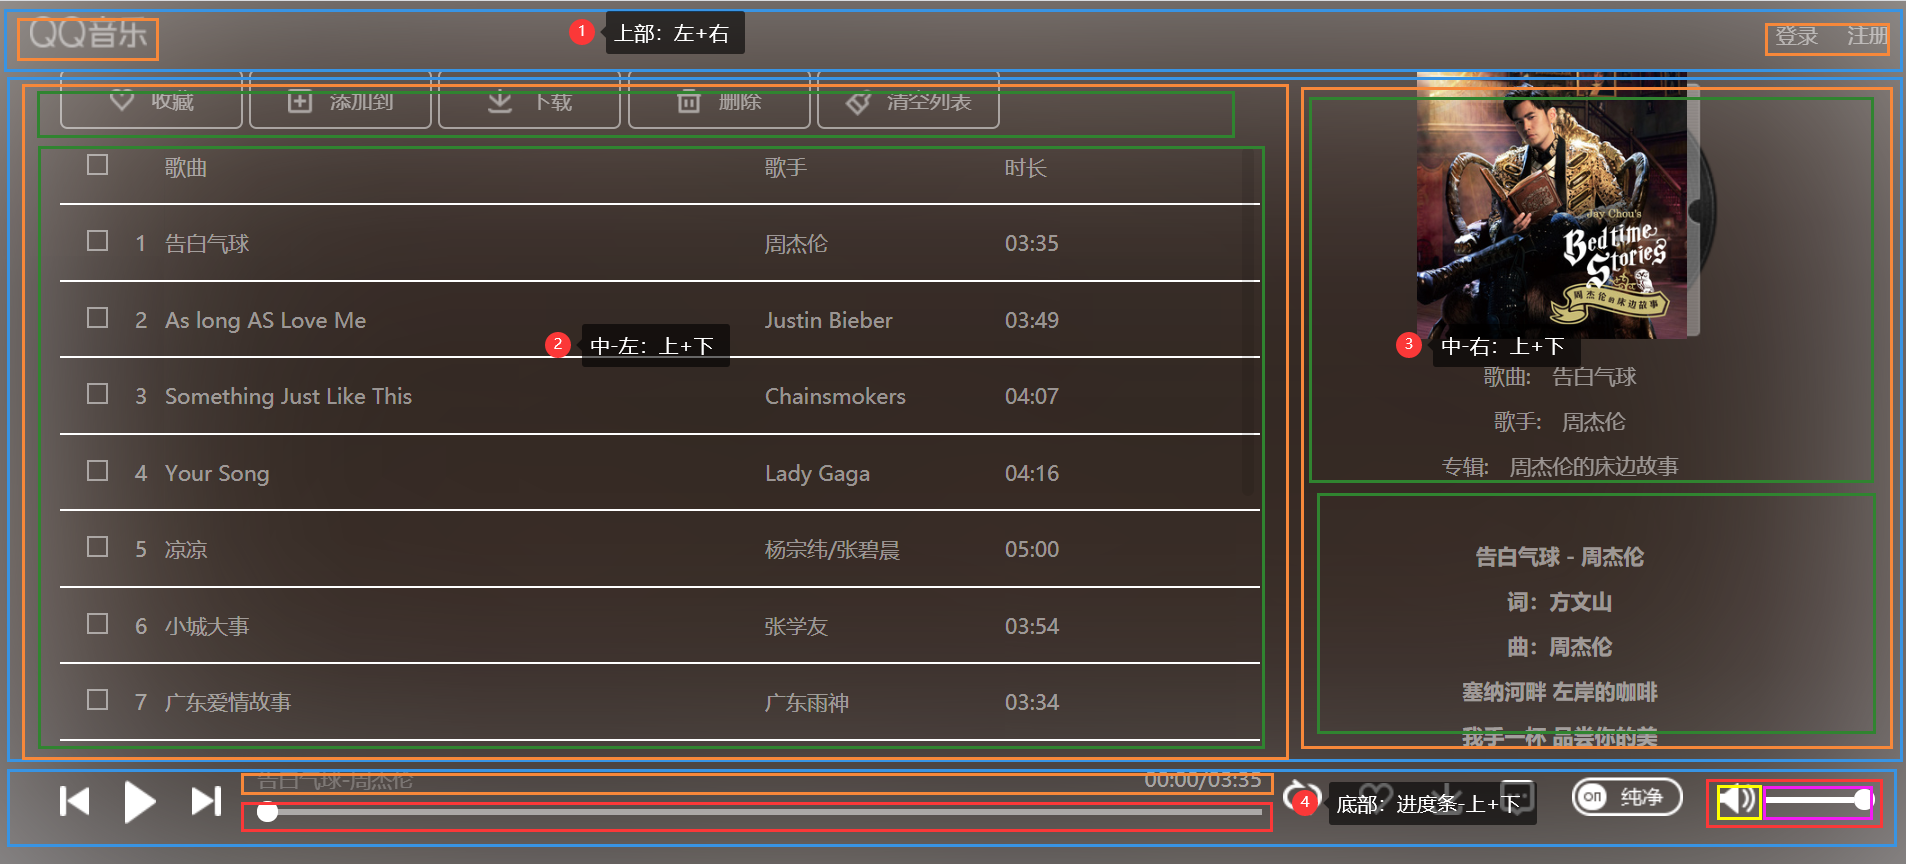 QQ音乐
1 上部：左+右
登录 注册
收藏 添加到 下载 删除 清空列表
歌曲 歌手 时长
1 告白气球 周杰伦 03:35
2 As long AS Love Me Justin Bieber 03:49
2 中-左：上+下
3 Something Just Like This Chainsmokers 04:07
4 Your Song Lady Gaga 04:16
5 凉凉 杨宗纬/张碧晨 05:00
6 小城大事 张学友 03:54
7 广东爱情故事 广东雨神 03:34
Jay Chou's
Bedtime
Stories
周杰伦的床边故事
3 中-右：上+下
歌曲: 告白气球
歌手: 周杰伦
专辑: 周杰伦的床边故事
告白气球 - 周杰伦
词：方文山
曲：周杰伦
塞纳河畔 左岸的咖啡
我手一杯 品尝你的美
告白气球-周杰伦 00:00/03:35
4 底部：进度条-上+下
on 纯净